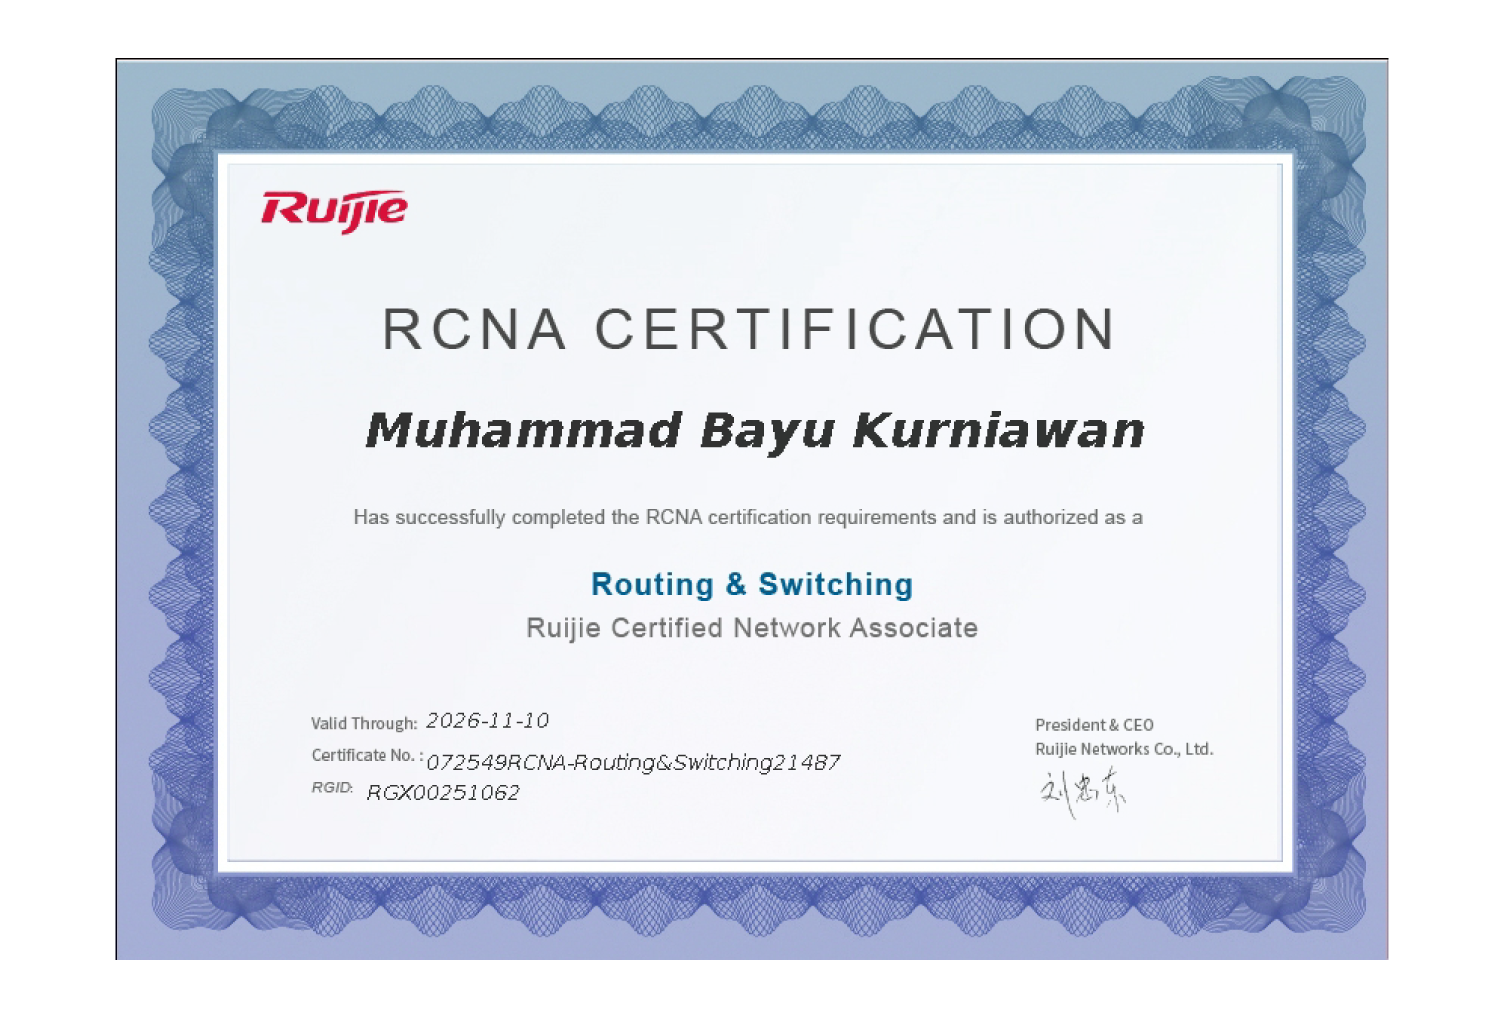 Ruijie
RCNA CERTIFICATION
Muhammad Bayu Kurniawan
Has successfully completed the RCNA certification requirements and is authorized as a
Routing & Switching
Ruijie Certified Network Associate
Valid Through: 2026-11-10
Certificate No. : 072549RCNA-Routing&Switching21487
RGID: RGX00251062
President & CEO
Ruijie Networks Co., Ltd.
刘忠东